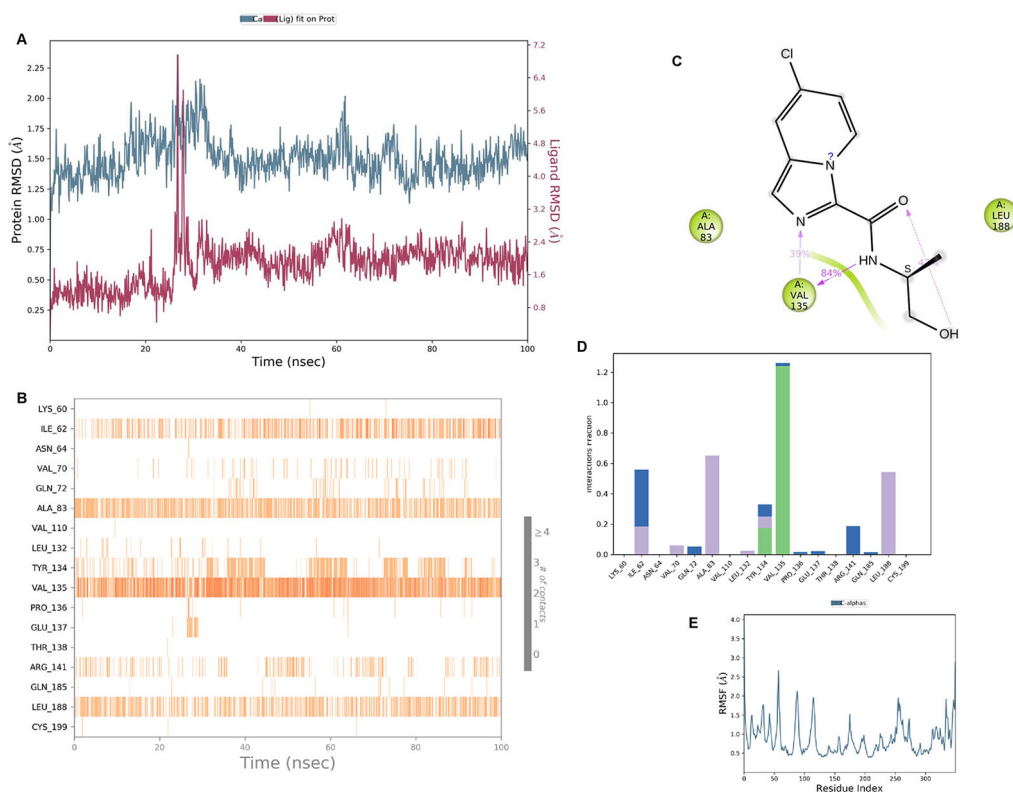 Cα (Lig) fit on Prot
A
Protein RMSD (Å)
2.25
2.00
1.75
1.50
1.25
1.00
0.75
0.50
0.25
7.2
6.4
5.6
4.8
4.0
3.2
2.4
1.6
0.8
Ligand RMSD (Å)
0 20 40 60 80 100
Time (nsec)
C
Cl
?
N
N
O
HN
S
OH
A:
ALA
83
A:
LEU
188
39%
84%
A:
VAL
135
B
LYS_60
ILE_62
ASN_64
VAL_70
GLN_72
ALA_83
VAL_110
LEU_132
TYR_134
VAL_135
PRO_136
GLU_137
THR_138
ARG_141
GLN_185
LEU_188
CYS_199
0 20 40 60 80 100
Time (nsec)
≥4
3
2
1
0
# of contacts
D
Interactions Fraction
1.2
1.0
0.8
0.6
0.4
0.2
0.0
LYS_60 ILE_62 ASN_64 VAL_70 GLN_72 ALA_83 VAL_110 LEU_132 TYR_134 VAL_135 PRO_136 GLU_137 THR_138 ARG_141 GLN_185 LEU_188 CYS_199
C-alphas
E
RMSF (Å)
4.0
3.5
3.0
2.5
2.0
1.5
1.0
0.5
0.0
0 50 100 150 200 250 300
Residue Index